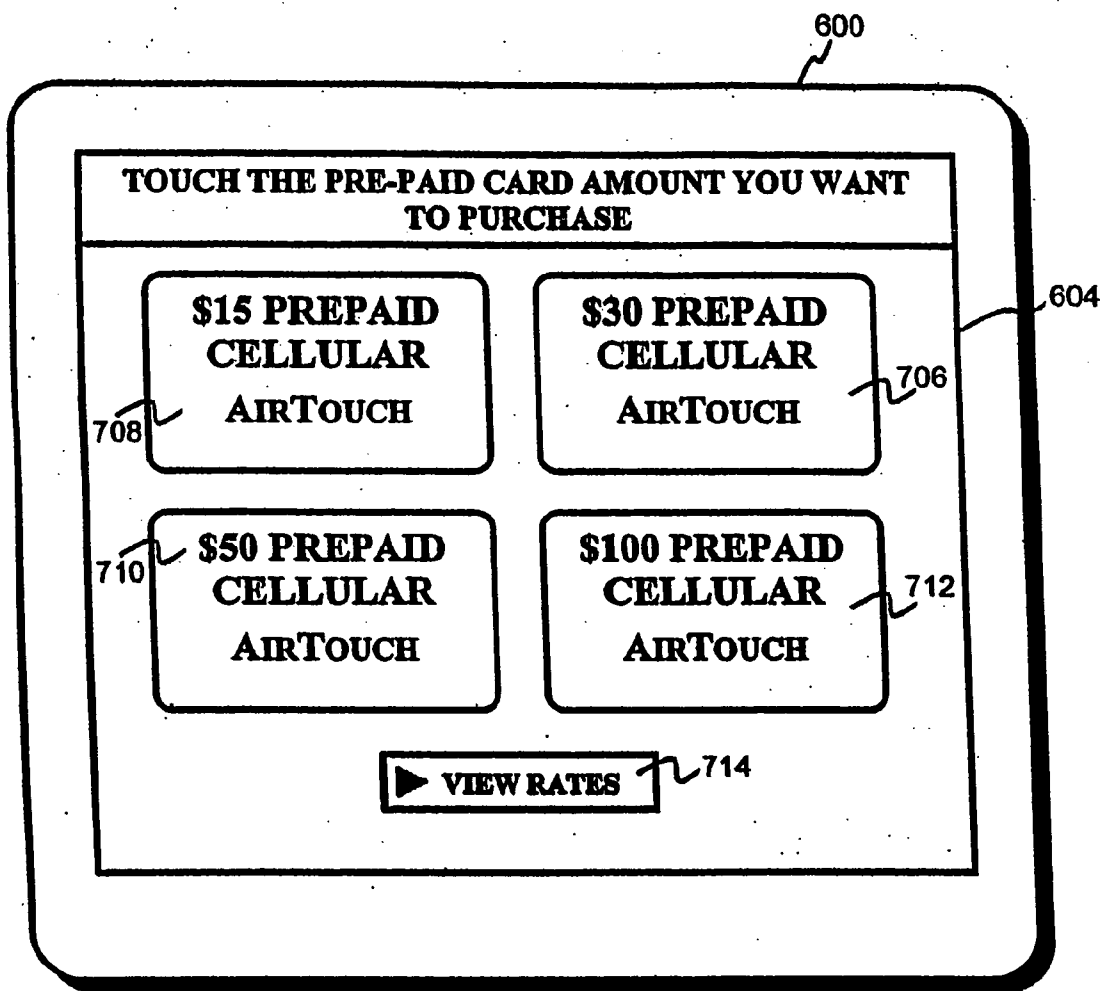 600
TOUCH THE PRE-PAID CARD AMOUNT YOU WANT
TO PURCHASE
604
$15 PREPAID
CELLULAR
AIRTOUCH
708
$30 PREPAID
CELLULAR
AIRTOUCH
706
$50 PREPAID
CELLULAR
AIRTOUCH
710
$100 PREPAID
CELLULAR
AIRTOUCH
712
VIEW RATES
714